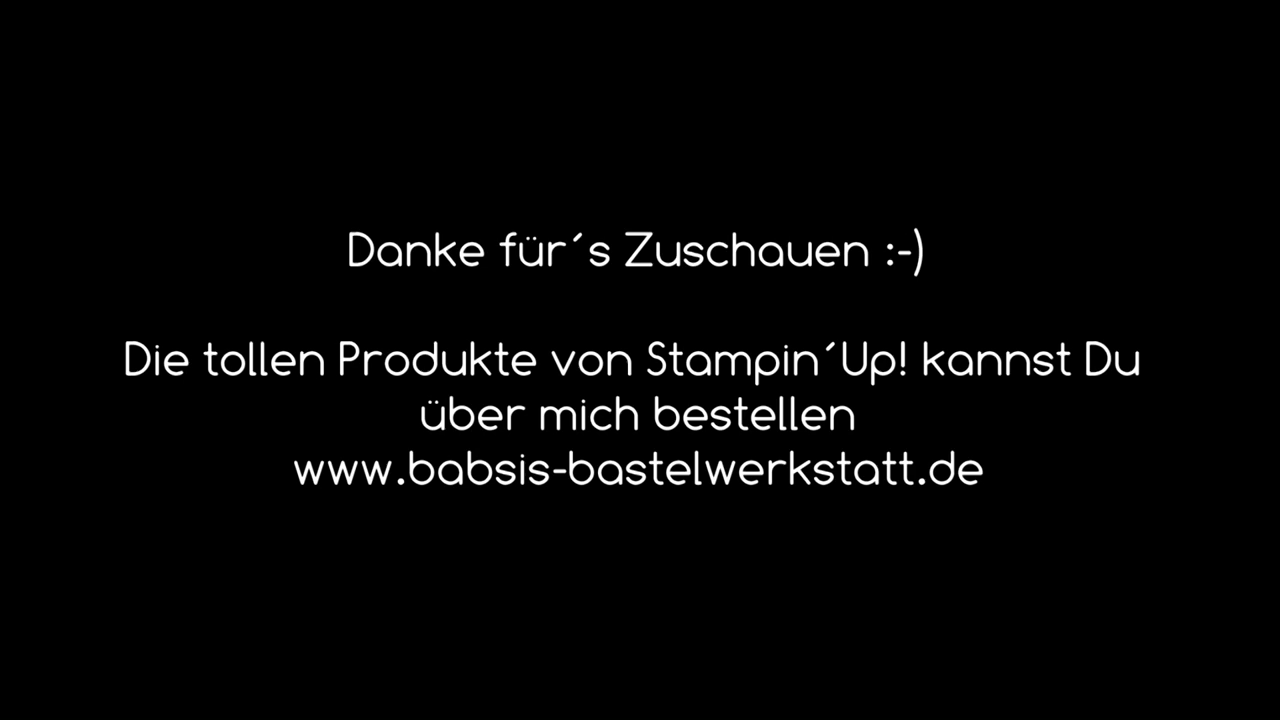 Danke für´s Zuschauen :-)
Die tollen Produkte von Stampin´Up! kannst Du
über mich bestellen
www.babsis-bastelwerkstatt.de